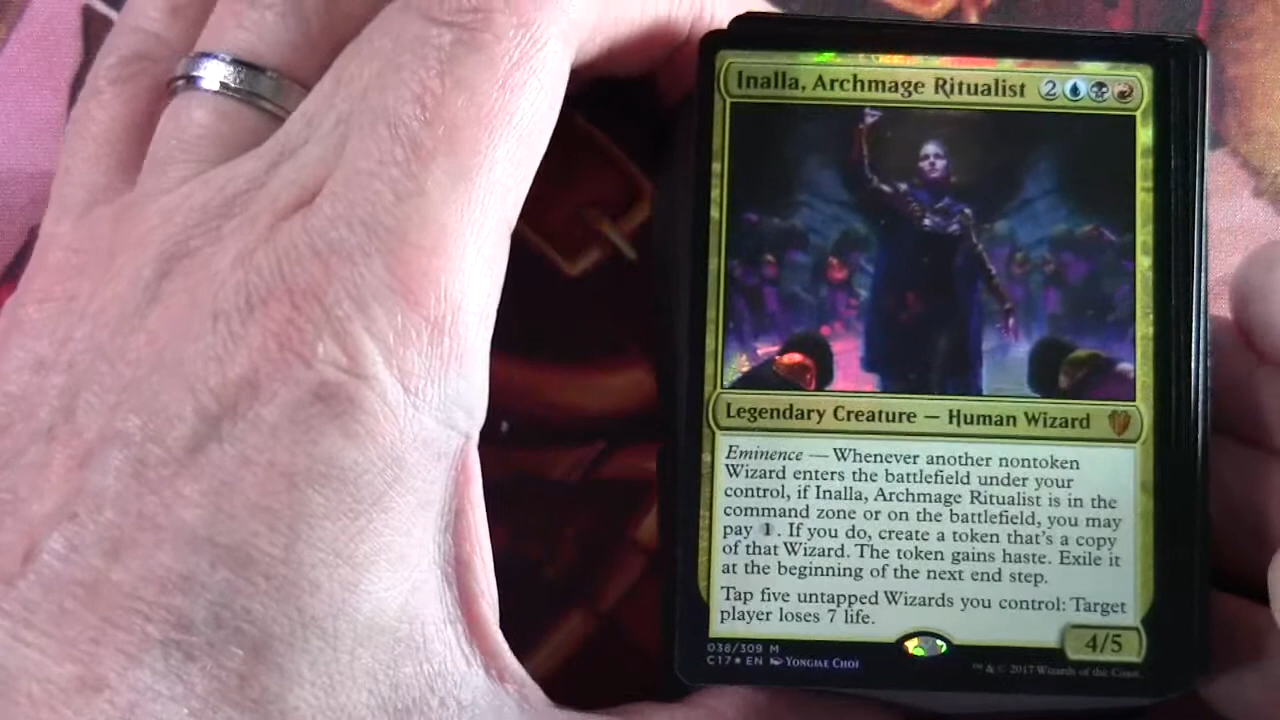 Inalla, Archmage Ritualist 2
Legendary Creature — Human Wizard
Eminence — Whenever another nontoken
Wizard enters the battlefield under your
control, if Inalla, Archmage Ritualist is in the
command zone or on the battlefield, you may
pay 1. If you do, create a token that's a copy
of that Wizard. The token gains haste. Exile it
at the beginning of the next end step.
Tap five untapped Wizards you control: Target
player loses 7 life.
4/5
038/309 M
C17★EN Yongjae Choi
™ & © 2017 Wizards of the Coast